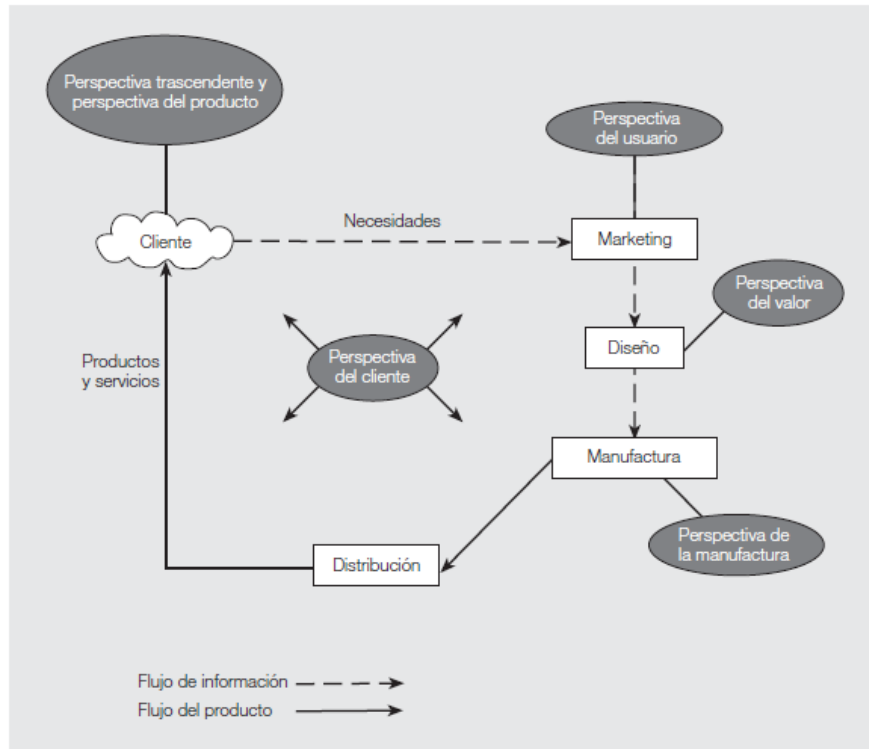 Perspectiva trascendente y
perspectiva del producto
Perspectiva
del usuario
Necesidades
Cliente
Marketing
Perspectiva
del valor
Perspectiva
del cliente
Diseño
Productos
y servicios
Manufactura
Perspectiva de
la manufactura
Distribución
Flujo de información
Flujo del producto